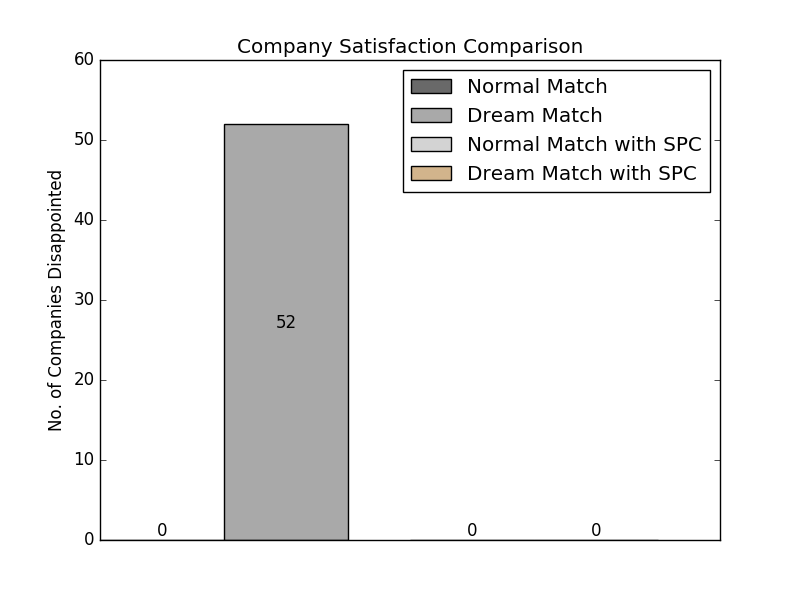 Company Satisfaction Comparison
60
50
40
30
20
10
0
No. of Companies Disappointed
Normal Match
Dream Match
Normal Match with SPC
Dream Match with SPC
0
52
0
0